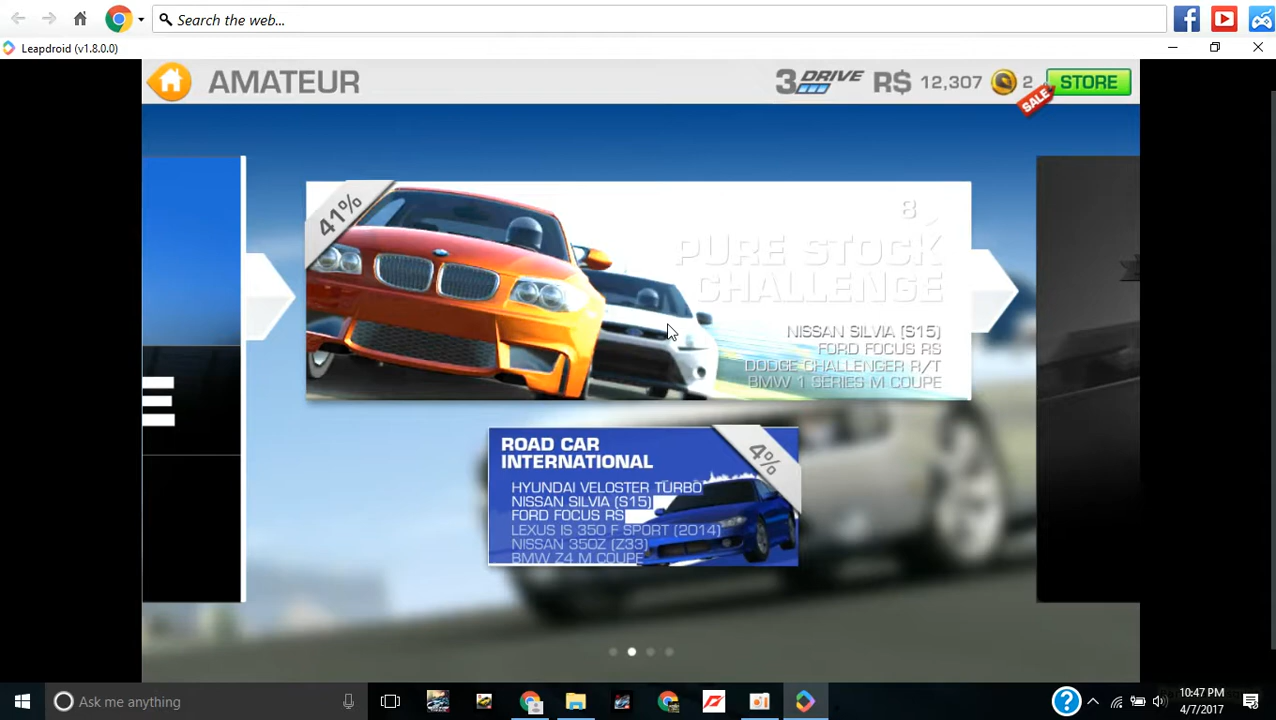 Search the web...
Leapdroid (v1.8.0.0)
AMATEUR
3 DRIVE R$ 12,307 2 STORE
SALE
41%
8
PURE STOCK
CHALLENGE
NISSAN SILVIA (S15)
FORD FOCUS RS
DODGE CHALLENGER R/T
BMW 1 SERIES M COUPE
E
ROAD CAR
INTERNATIONAL
4%
HYUNDAI VELOSTER TURBO
NISSAN SILVIA (S15)
FORD FOCUS RS
LEXUS IS 350 F SPORT (2014)
NISSAN 350Z (Z33)
BMW Z4 M COUPE
Ask me anything
10:47 PM
4/7/2017